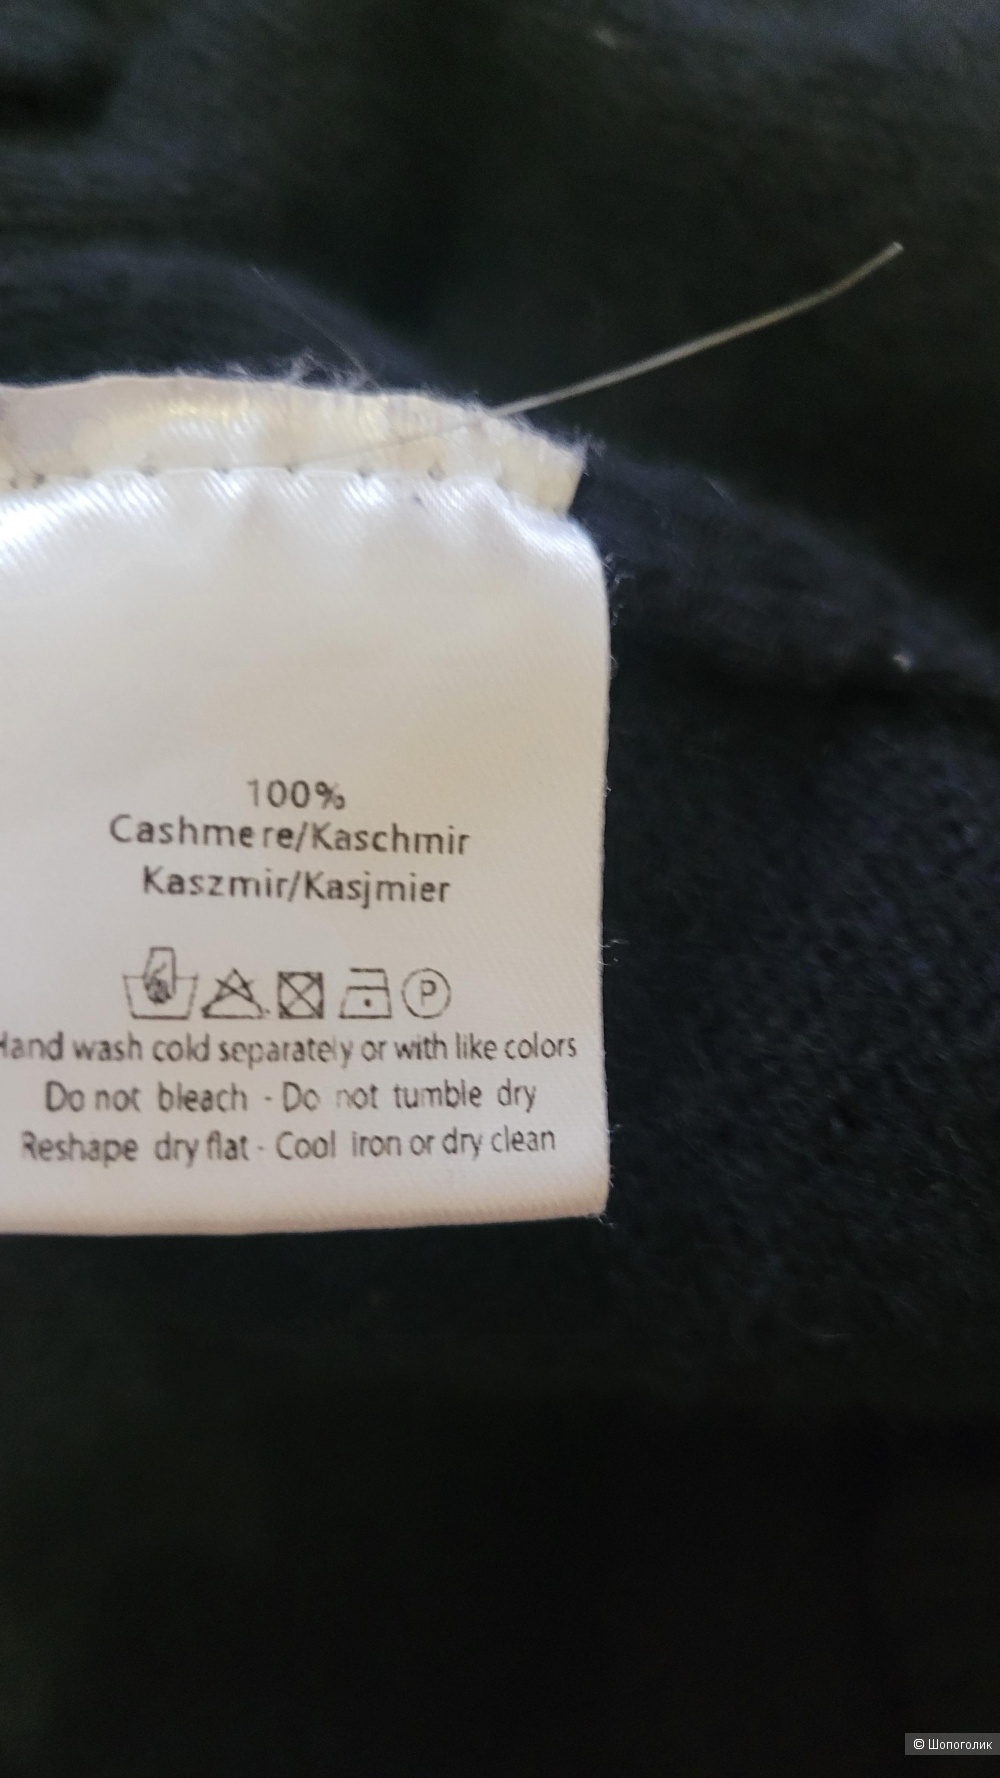 100%
Cashmere/Kaschmir
Kaszmir/Kasjmier
P
Hand wash cold separately or with like colors
Do not bleach - Do not tumble dry
Reshape dry flat - Cool iron or dry clean
© Шопоголик